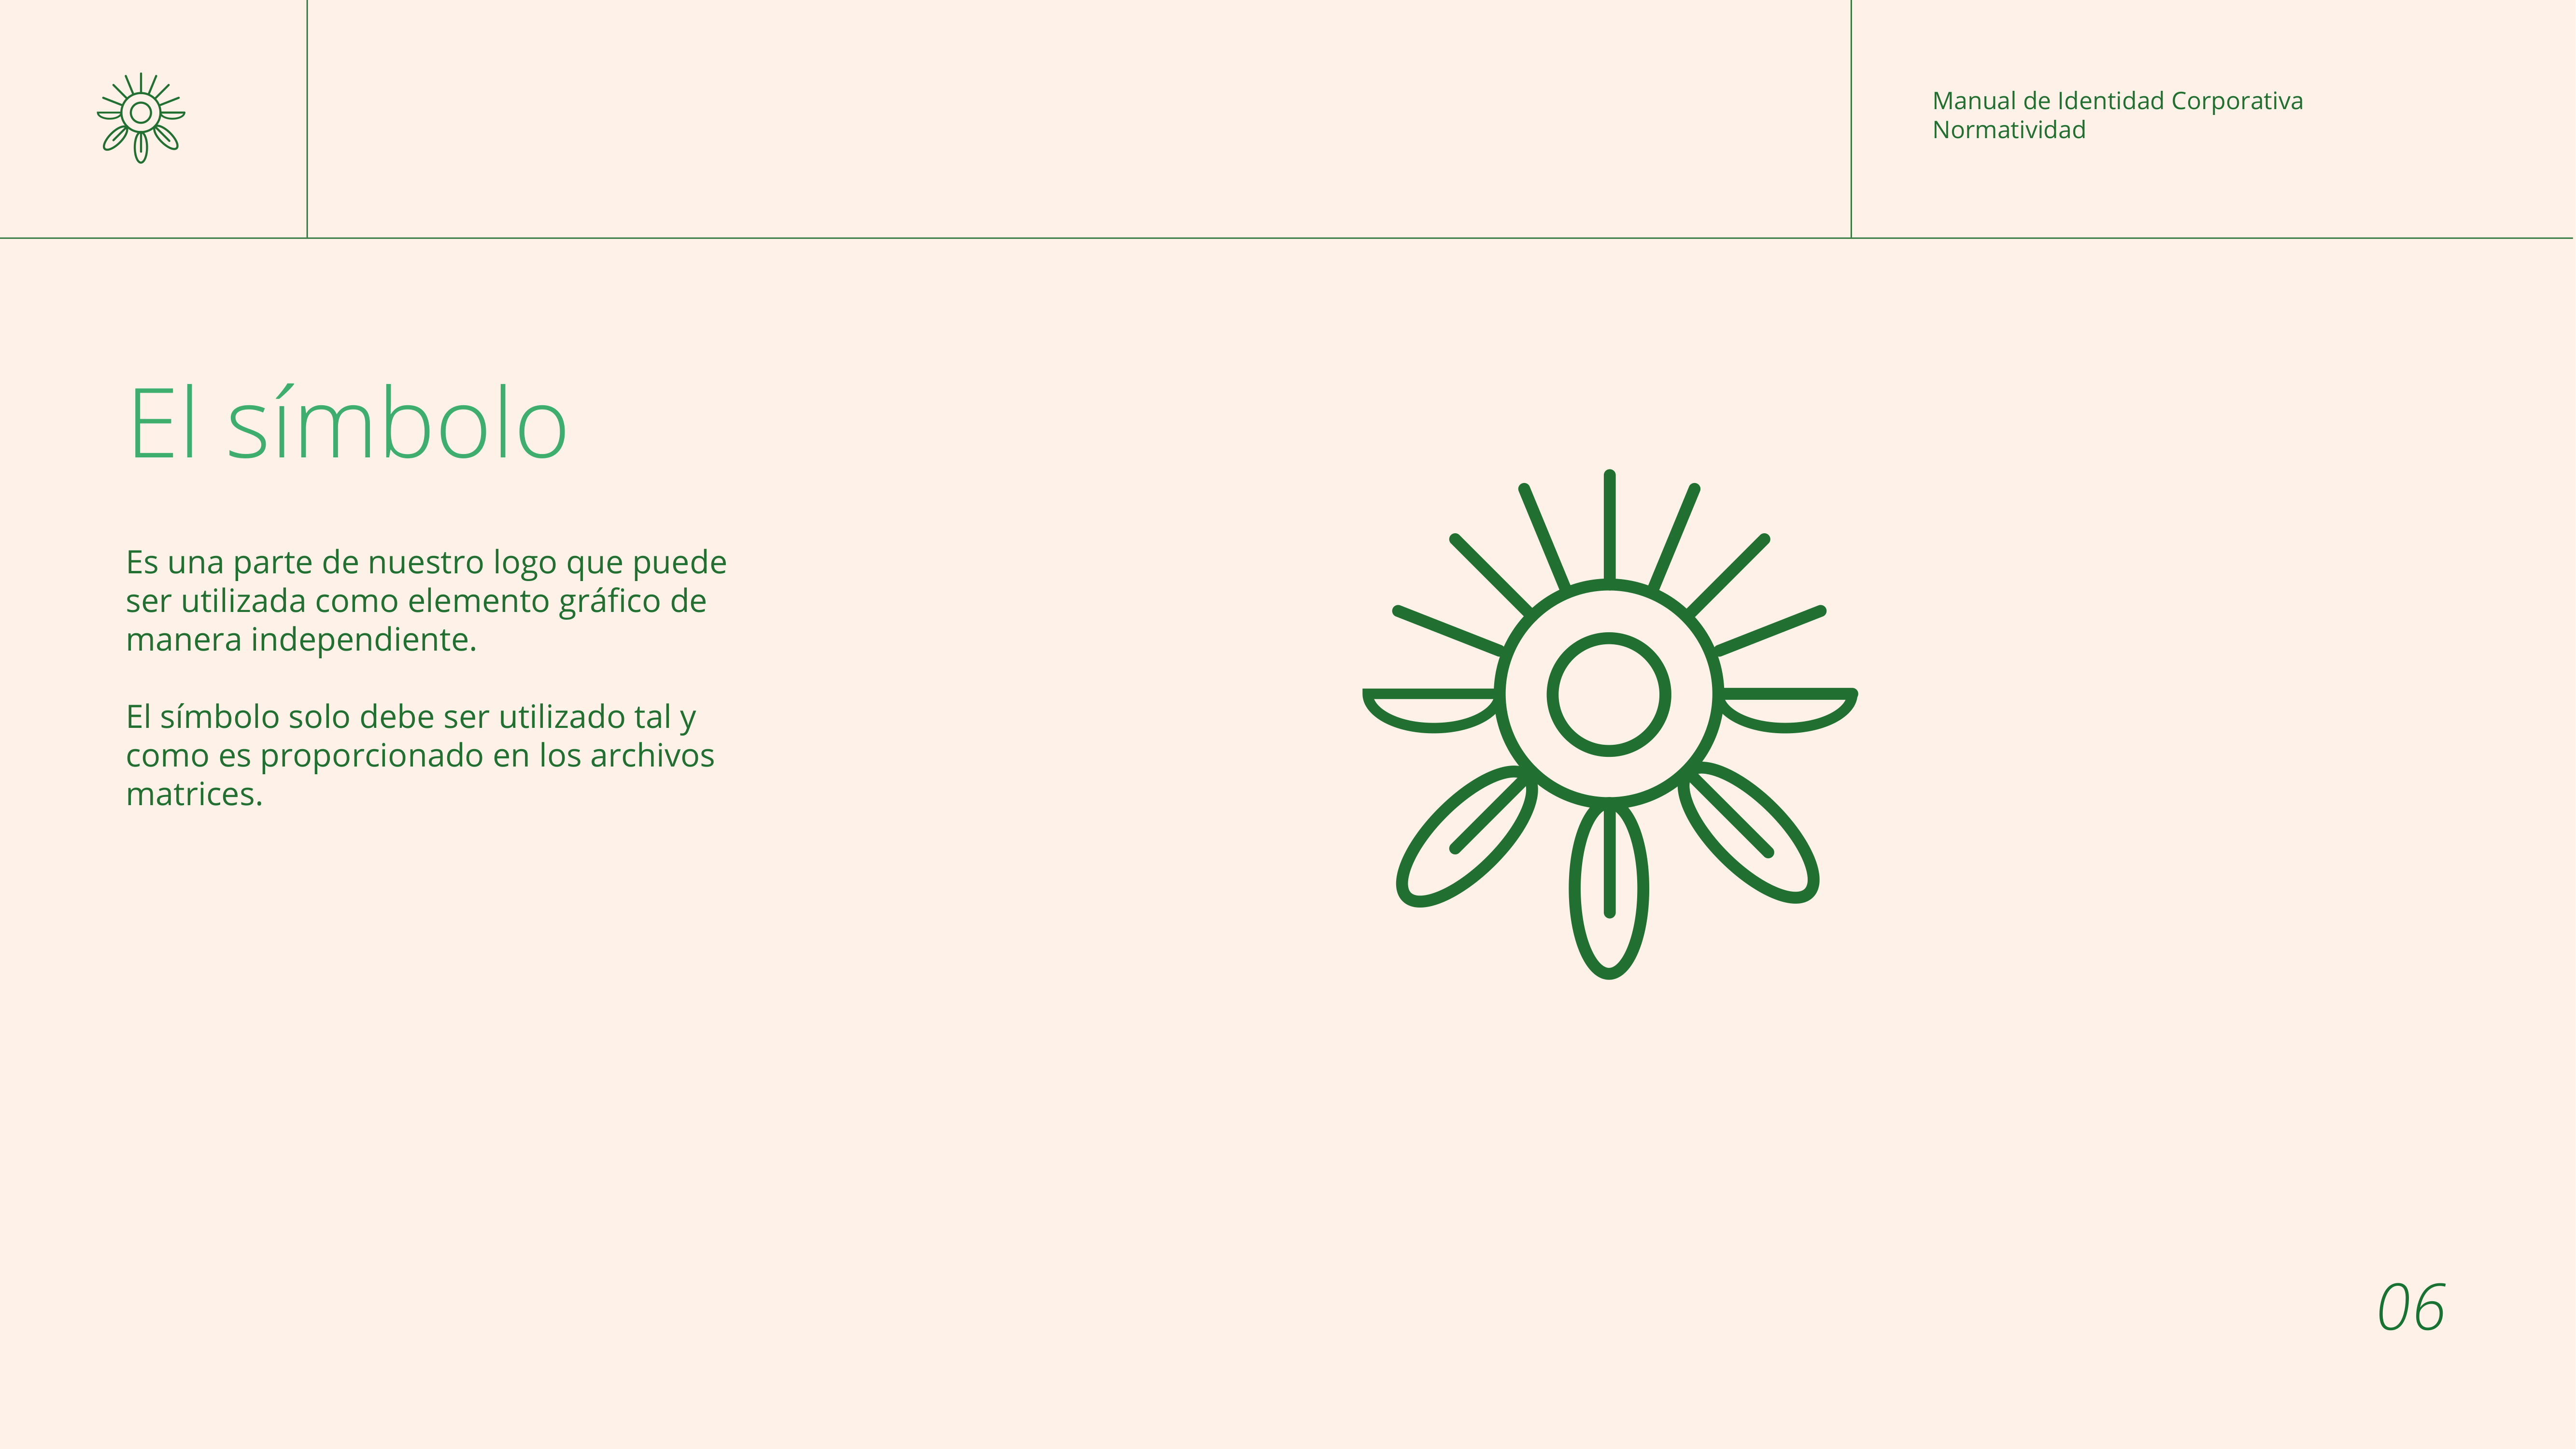 Manual de Identidad Corporativa
Normatividad
El símbolo
Es una parte de nuestro logo que puede
ser utilizada como elemento gráfico de
manera independiente.
El símbolo solo debe ser utilizado tal y
como es proporcionado en los archivos
matrices.
06